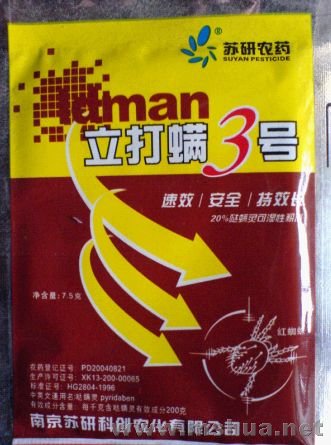 苏研农药
SUYAN PESTICIDE
idman
立打螨3号
速效 | 安全 | 持效长
20%哒螨灵可湿性粉剂
净含量：7.5克
红蜘蛛
农药登记证号：PD20040821
生产许可证号：XK13-200-00065
标准证号：HG2804-1996
中英文通用名：哒螨灵 pyridaben
有效成分含量：每千克含哒螨灵有效成分200克
南京苏研科创农化有限公司